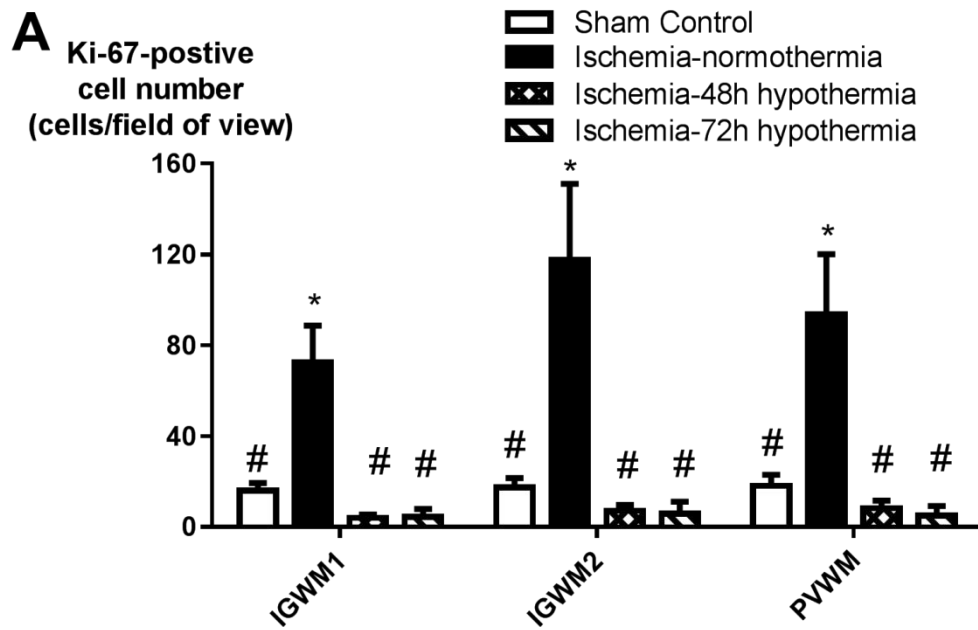 A
Ki-67-postive
cell number
(cells/field of view)
Sham Control
Ischemia-normothermia
Ischemia-48h hypothermia
Ischemia-72h hypothermia
160
120
80
40
0
* * *
# # # # # # # # #
IGWM1 IGWM2 PVWM